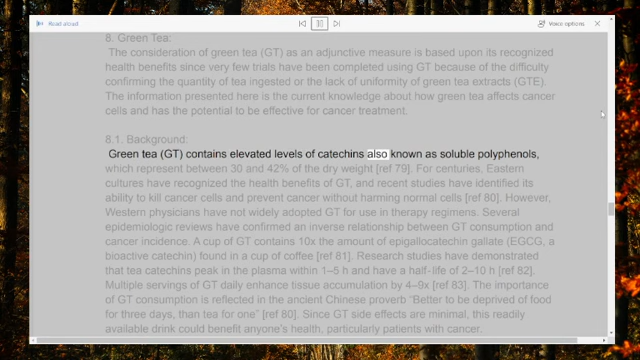 Read aloud
Voice options
8. Green Tea:
The consideration of green tea (GT) as an adjunctive measure is based upon its recognized
health benefits since very few trials have been completed using GT because of the difficulty
confirming the quantity of tea ingested or the lack of uniformity of green tea extracts (GTE).
The information presented here is the current knowledge about how green tea affects cancer
cells and has the potential to be effective for cancer treatment.
8.1. Background:
Green tea (GT) contains elevated levels of catechins also known as soluble polyphenols,
which represent between 30 and 42% of the dry weight [ref 79]. For centuries, Eastern
cultures have recognized the health benefits of GT, and recent studies have identified its
ability to kill cancer cells and prevent cancer without harming normal cells [ref 80]. However,
Western physicians have not widely adopted GT for use in therapy regimens. Several
epidemiologic reviews have confirmed an inverse relationship between GT consumption and
cancer incidence. A cup of GT contains 10x the amount of epigallocatechin gallate (EGCG, a
bioactive catechin) found in a cup of coffee [ref 81]. Research studies have demonstrated
that tea catechins peak in the plasma within 1–5 h and have a half-life of 2–10 h [ref 82].
Multiple servings of GT daily enhance tissue accumulation by 4–9x [ref 83]. The importance
of GT consumption is reflected in the ancient Chinese proverb “Better to be deprived of food
for three days, than tea for one” [ref 80]. Since GT side effects are minimal, this readily
available drink could benefit anyone’s health, particularly patients with cancer.